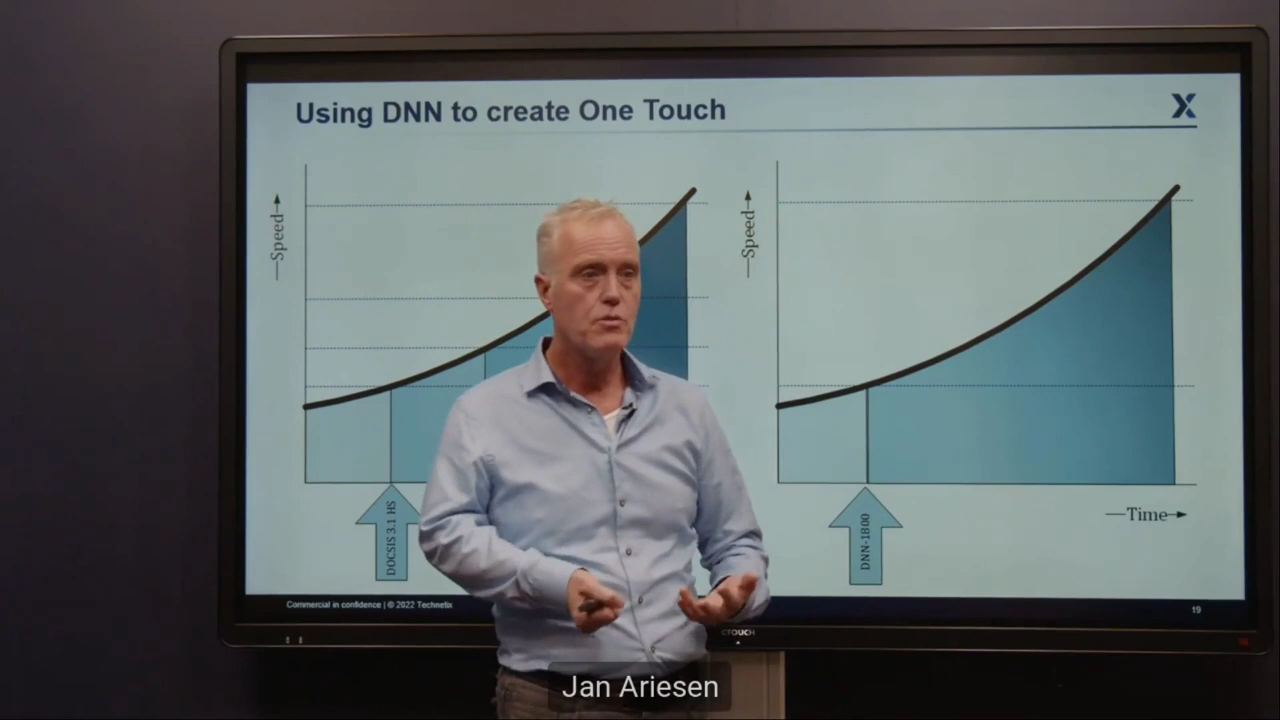 Using DNN to create One Touch
X
Speed
Speed
DOCSIS 3.1 HS
DNN-1800
Time
Commercial in confidence | © 2022 Technetix
19
CTOUCH
Jan Ariesen